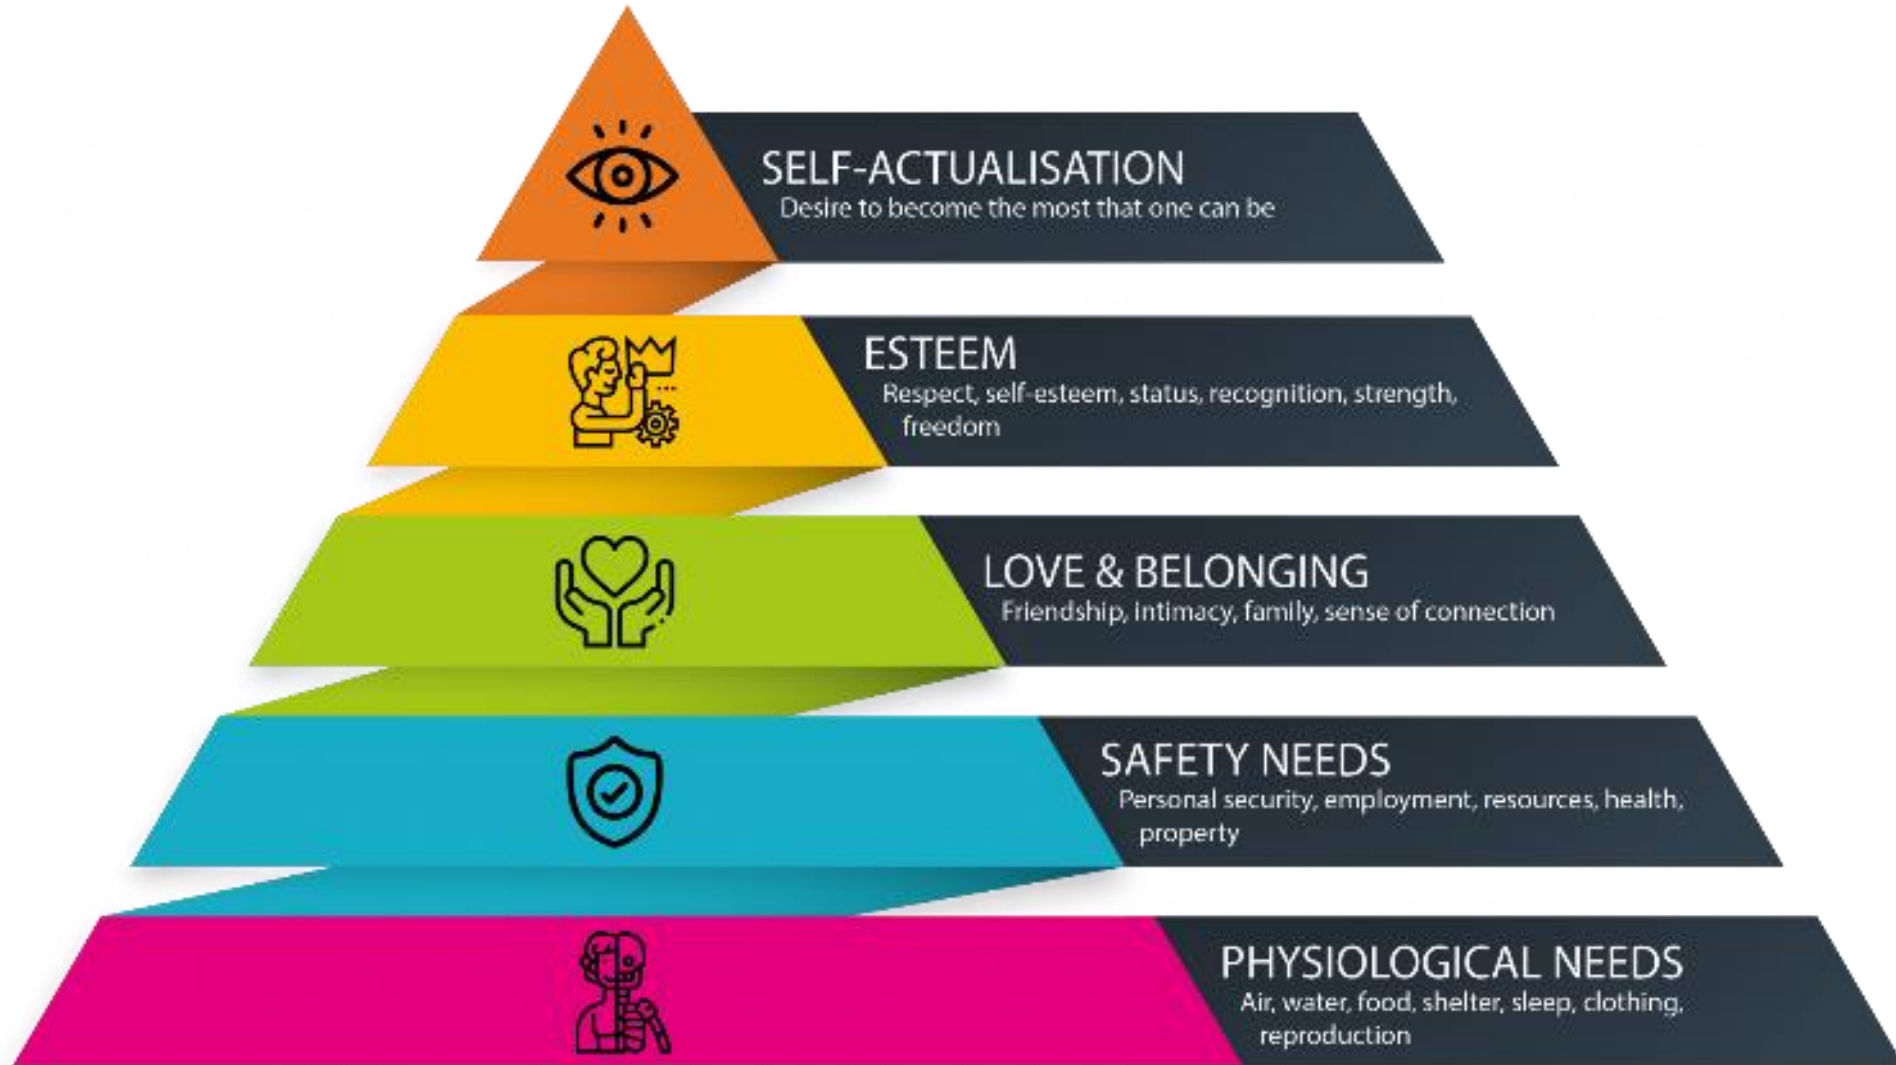 SELF-ACTUALISATION
Desire to become the most that one can be
ESTEEM
Respect, self-esteem, status, recognition, strength,
freedom
LOVE & BELONGING
Friendship, intimacy, family, sense of connection
SAFETY NEEDS
Personal security, employment, resources, health,
property
PHYSIOLOGICAL NEEDS
Air, water, food, shelter, sleep, clothing,
reproduction